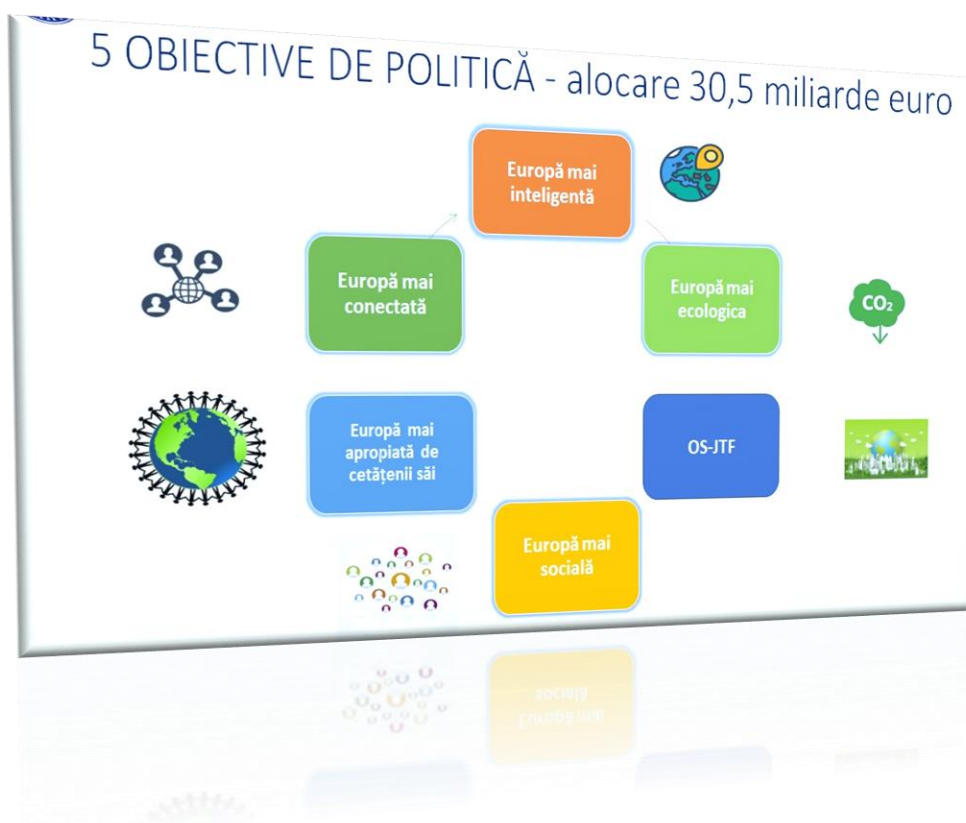 5 OBIECTIVE DE POLITICĂ - alocare 30,5 miliarde euro
Europă mai
inteligentă
Europă mai
conectată
Europă mai
ecologica
CO₂
Europă mai
apropiată de
cetățenii săi
OS-JTF
Europă mai
socială